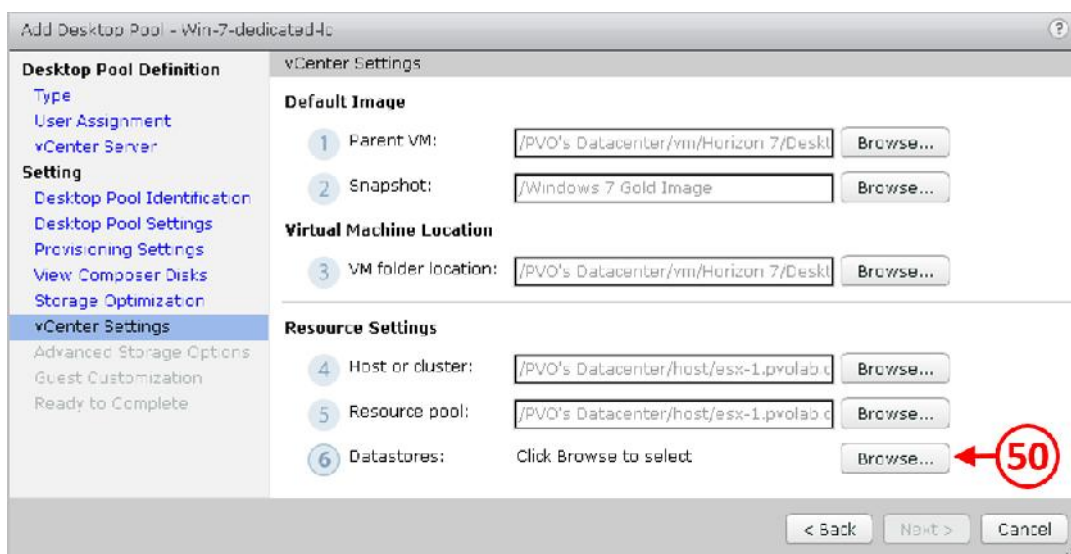 Add Desktop Pool - Win-7-dedicated-lc
?
Desktop Pool Definition
Type
User Assignment
vCenter Server
Setting
Desktop Pool Identification
Desktop Pool Settings
Provisioning Settings
View Composer Disks
Storage Optimization
vCenter Settings
Advanced Storage Options
Guest Customization
Ready to Complete
vCenter Settings
Default Image
1 Parent VM: /PVO's Datacenter/vm/Horizon 7/Deskt Browse...
2 Snapshot: /Windows 7 Gold Image Browse...
Virtual Machine Location
3 VM folder location: /PVO's Datacenter/vm/Horizon 7/Deskt Browse...
Resource Settings
4 Host or cluster: /PVO's Datacenter/host/esx-1.pvolab.c Browse...
5 Resource pool: /PVO's Datacenter/host/esx-1.pvolab.c Browse...
6 Datastores: Click Browse to select Browse... 50
< Back Next > Cancel